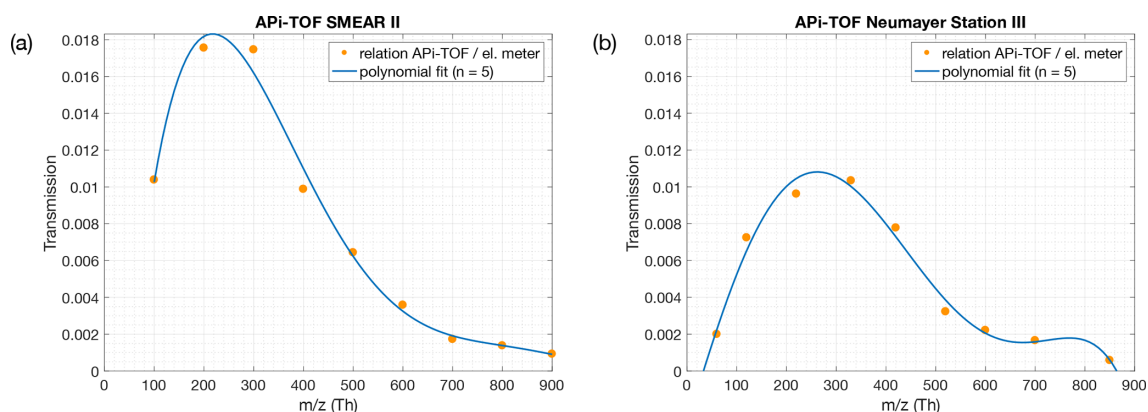 (a)
APi-TOF SMEAR II
0.018
0.016
0.014
0.012
0.01
0.008
0.006
0.004
0.002
0
Transmission
relation APi-TOF / el. meter
polynomial fit (n = 5)
100 200 300 400 500 600 700 800 900
m/z (Th)
(b)
APi-TOF Neumayer Station III
0.018
0.016
0.014
0.012
0.01
0.008
0.006
0.004
0.002
0
Transmission
relation APi-TOF / el. meter
polynomial fit (n = 5)
0 100 200 300 400 500 600 700 800 900
m/z (Th)